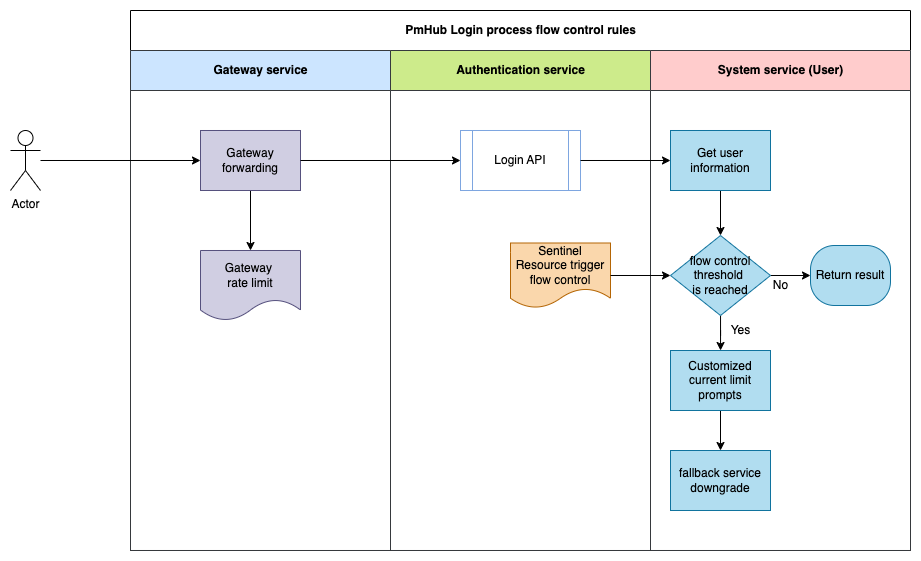 PmHub Login process flow control rules
Gateway service
Authentication service
System service (User)
Actor
Gateway
forwarding
Login API
Get user
information
Gateway
rate limit
Sentinel
Resource trigger
flow control
flow control
threshold
is reached
No
Return result
Yes
Customized
current limit
prompts
fallback service
downgrade